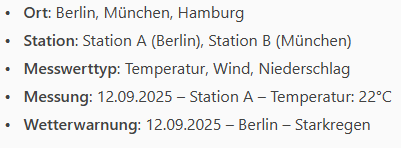 • Ort: Berlin, München, Hamburg
• Station: Station A (Berlin), Station B (München)
• Messwerttyp: Temperatur, Wind, Niederschlag
• Messung: 12.09.2025 – Station A – Temperatur: 22°C
• Wetterwarnung: 12.09.2025 – Berlin – Starkregen